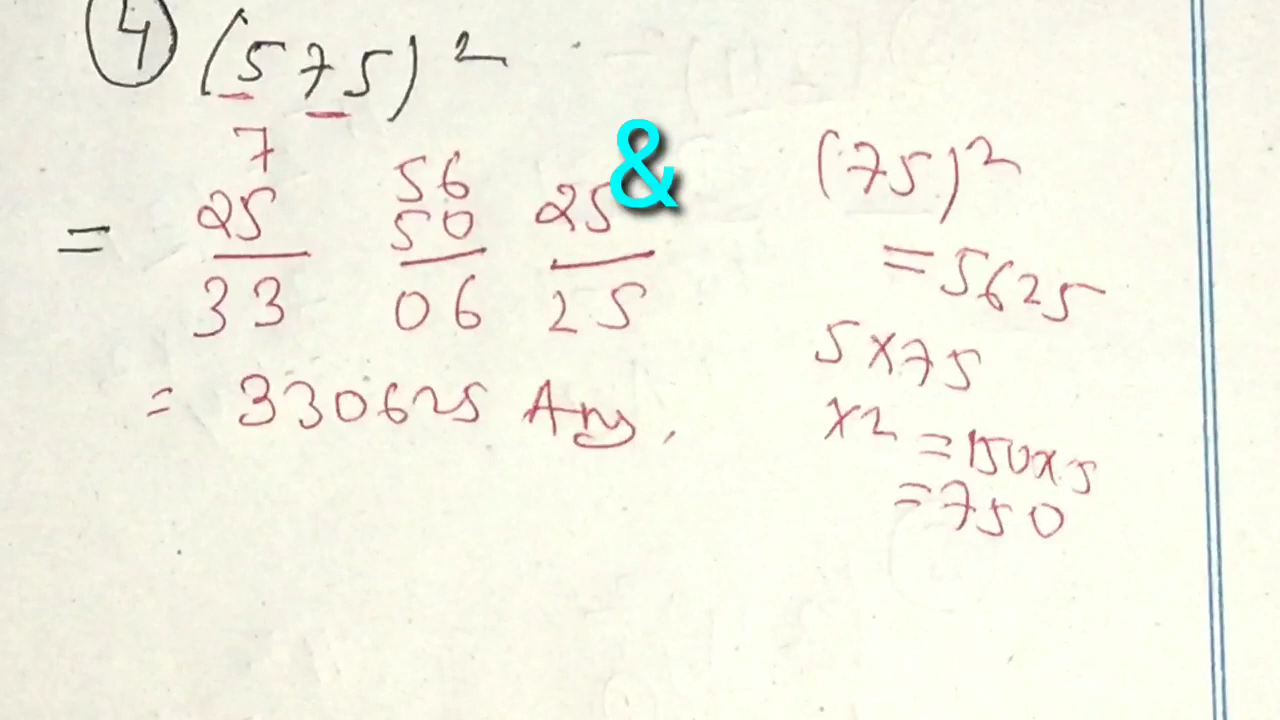 4 (575)²
7
25 56 50 25 &
= 33 06 25
= 330625 Ans.
(75)²
= 5625
5×75
×2 = 150×5
= 750